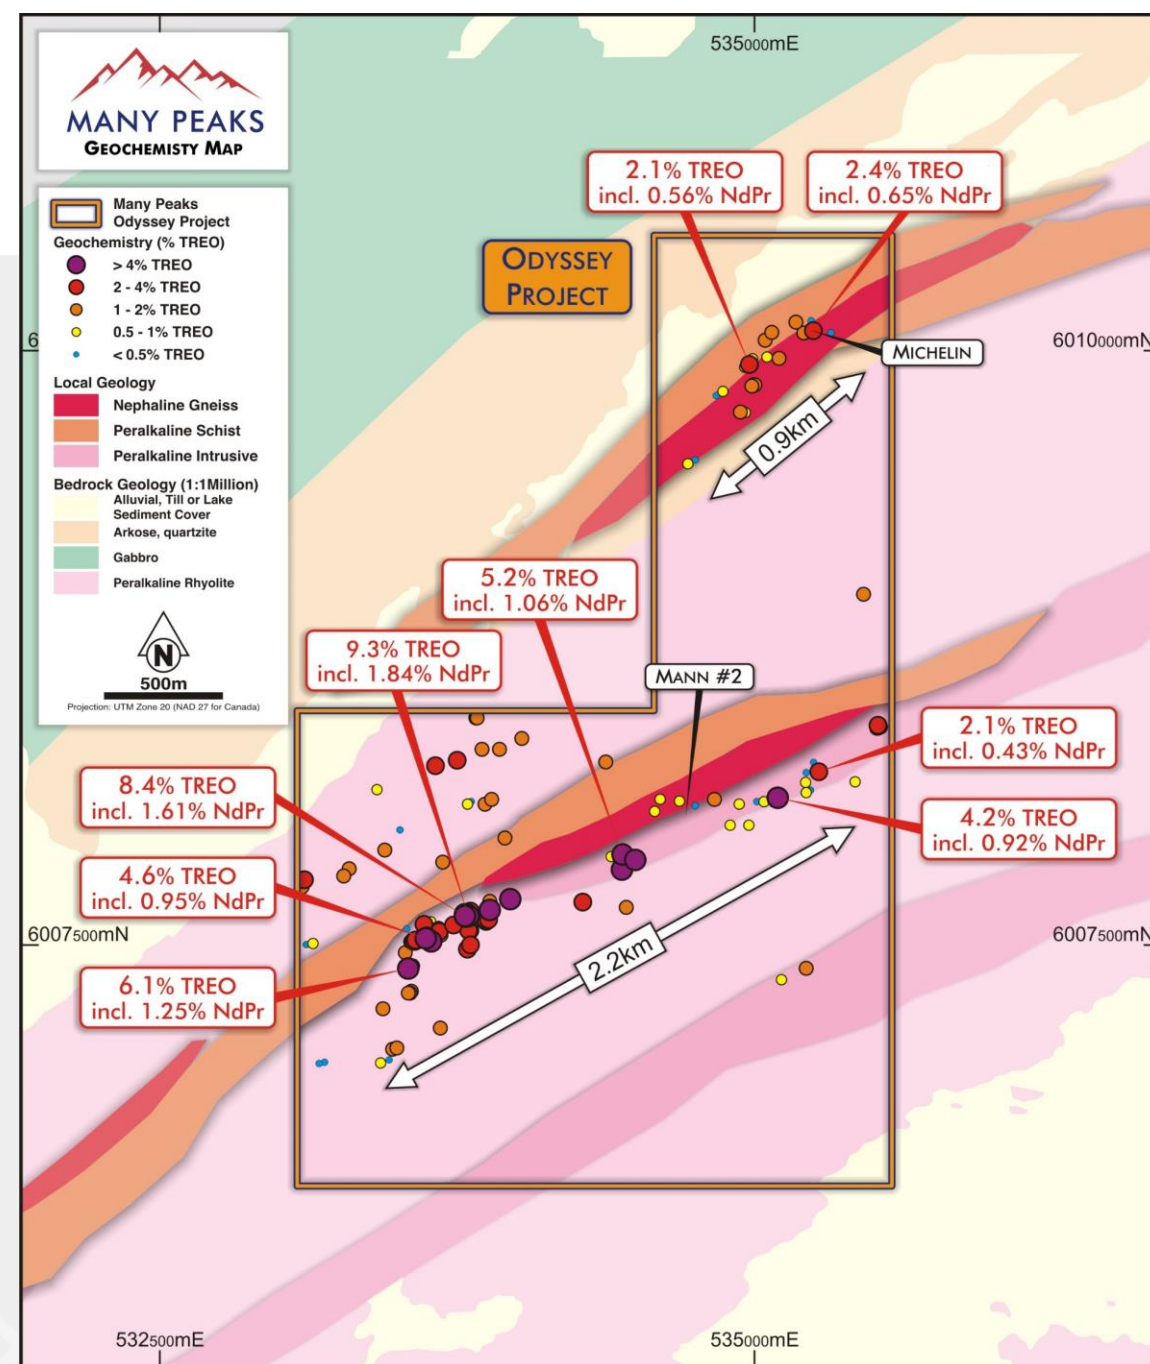 MANY PEAKS
GEOCHEMISTY MAP
Many Peaks
Odyssey Project
Geochemistry (% TREO)
> 4% TREO
2 - 4% TREO
1 - 2% TREO
0.5 - 1% TREO
< 0.5% TREO
Local Geology
Nephaline Gneiss
Peralkaline Schist
Peralkaline Intrusive
Bedrock Geology (1:1Million)
Alluvial, Till or Lake
Sediment Cover
Arkose, quartzite
Gabbro
Peralkaline Rhyolite
N
500m
Projection: UTM Zone 20 (NAD 27 for Canada)
535000mE
2.1% TREO
incl. 0.56% NdPr
2.4% TREO
incl. 0.65% NdPr
ODYSSEY
PROJECT
6
6010000mN
MICHELIN
0.9km
5.2% TREO
incl. 1.06% NdPr
9.3% TREO
incl. 1.84% NdPr
MANN #2
2.1% TREO
incl. 0.43% NdPr
8.4% TREO
incl. 1.61% NdPr
4.2% TREO
incl. 0.92% NdPr
4.6% TREO
incl. 0.95% NdPr
6007500mN
6007500mN
2.2km
6.1% TREO
incl. 1.25% NdPr
532500mE
535000mE